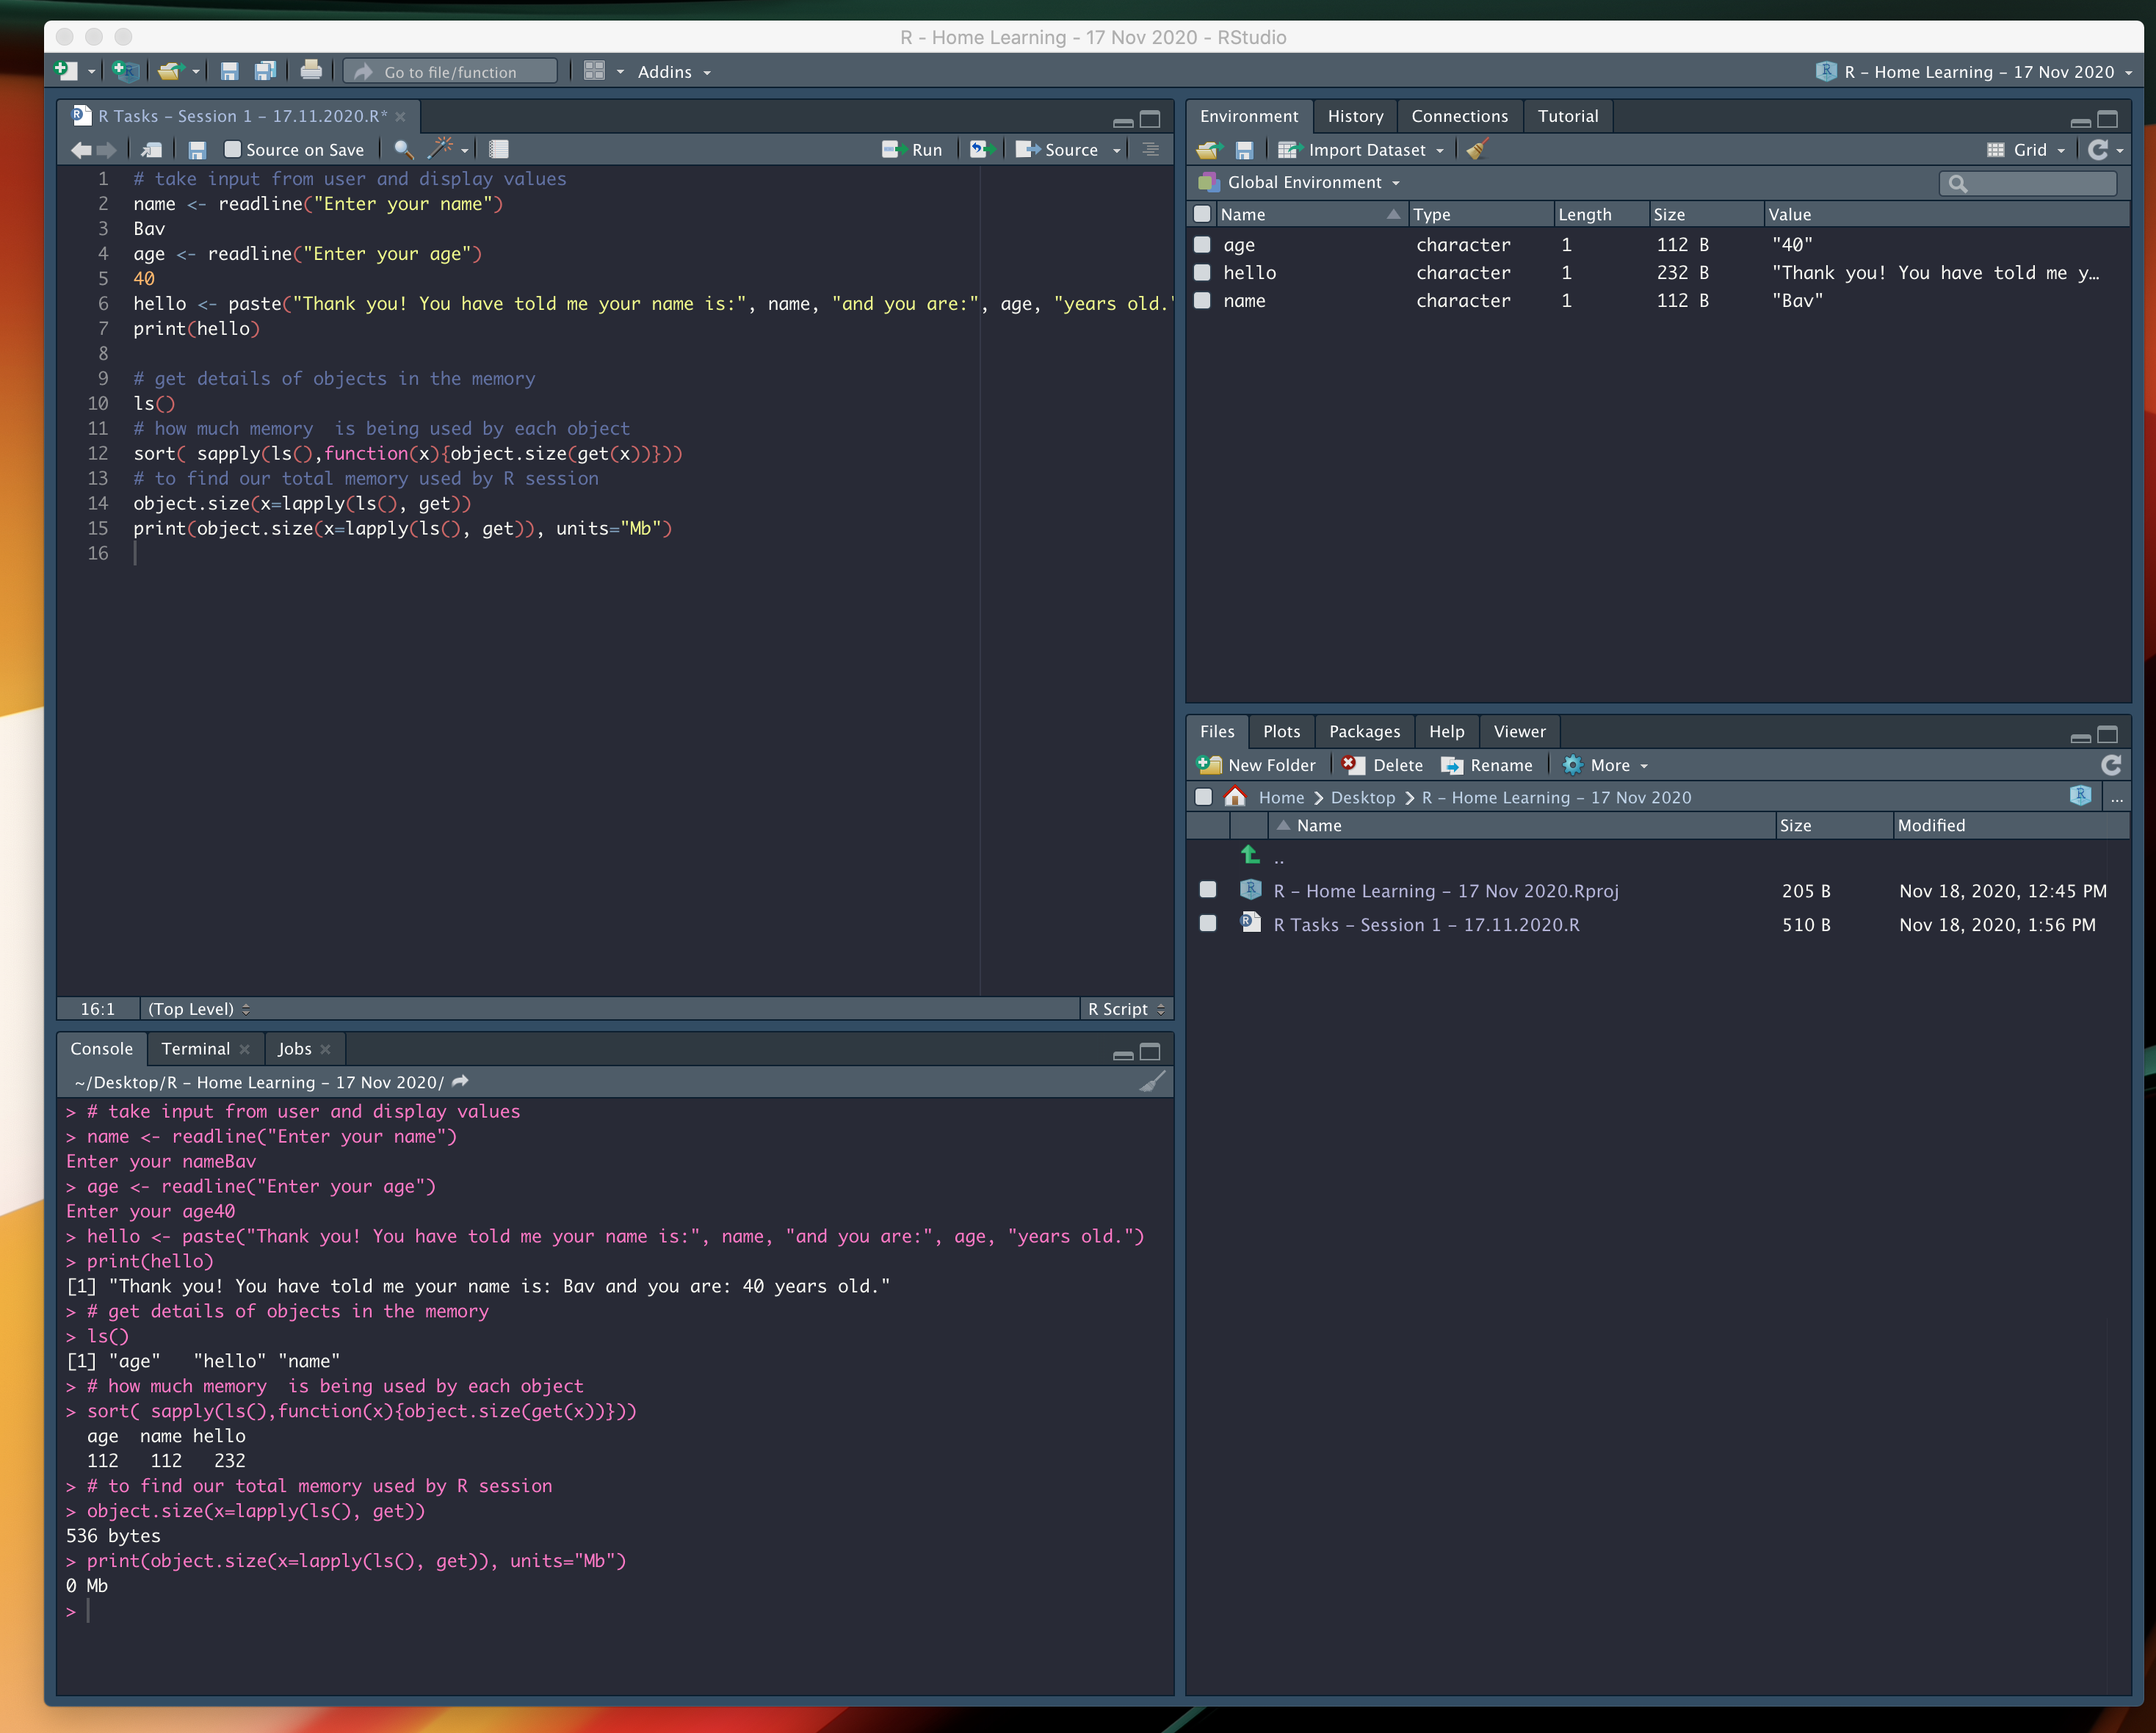 R - Home Learning - 17 Nov 2020 - RStudio
Go to file/function
Addins
R - Home Learning - 17 Nov 2020
R Tasks - Session 1 - 17.11.2020.R*
Source on Save
Run
Source
1 # take input from user and display values
2 name <- readline("Enter your name")
3 Bav
4 age <- readline("Enter your age")
5 40
6 hello <- paste("Thank you! You have told me your name is:", name, "and you are:", age, "years old."
7 print(hello)
8
9 # get details of objects in the memory
10 ls()
11 # how much memory  is being used by each object
12 sort( sapply(ls(),function(x){object.size(get(x))}))
13 # to find our total memory used by R session
14 object.size(x=lapply(ls(), get))
15 print(object.size(x=lapply(ls(), get)), units="Mb")
16
16:1 (Top Level) R Script
Console Terminal Jobs
~/Desktop/R - Home Learning - 17 Nov 2020/
> # take input from user and display values
> name <- readline("Enter your name")
Enter your nameBav
> age <- readline("Enter your age")
Enter your age40
> hello <- paste("Thank you! You have told me your name is:", name, "and you are:", age, "years old.")
> print(hello)
[1] "Thank you! You have told me your name is: Bav and you are: 40 years old."
> # get details of objects in the memory
> ls()
[1] "age"   "hello" "name"
> # how much memory  is being used by each object
> sort( sapply(ls(),function(x){object.size(get(x))}))
  age  name hello
  112   112   232
> # to find our total memory used by R session
> object.size(x=lapply(ls(), get))
536 bytes
> print(object.size(x=lapply(ls(), get)), units="Mb")
0 Mb
>
Environment History Connections Tutorial
Import Dataset Grid
Global Environment
Name Type Length Size Value
age character 1 112 B "40"
hello character 1 232 B "Thank you! You have told me y…
name character 1 112 B "Bav"
Files Plots Packages Help Viewer
New Folder Delete Rename More
Home Desktop R - Home Learning - 17 Nov 2020 ...
Name Size Modified
..
R - Home Learning - 17 Nov 2020.Rproj 205 B Nov 18, 2020, 12:45 PM
R Tasks - Session 1 - 17.11.2020.R 510 B Nov 18, 2020, 1:56 PM